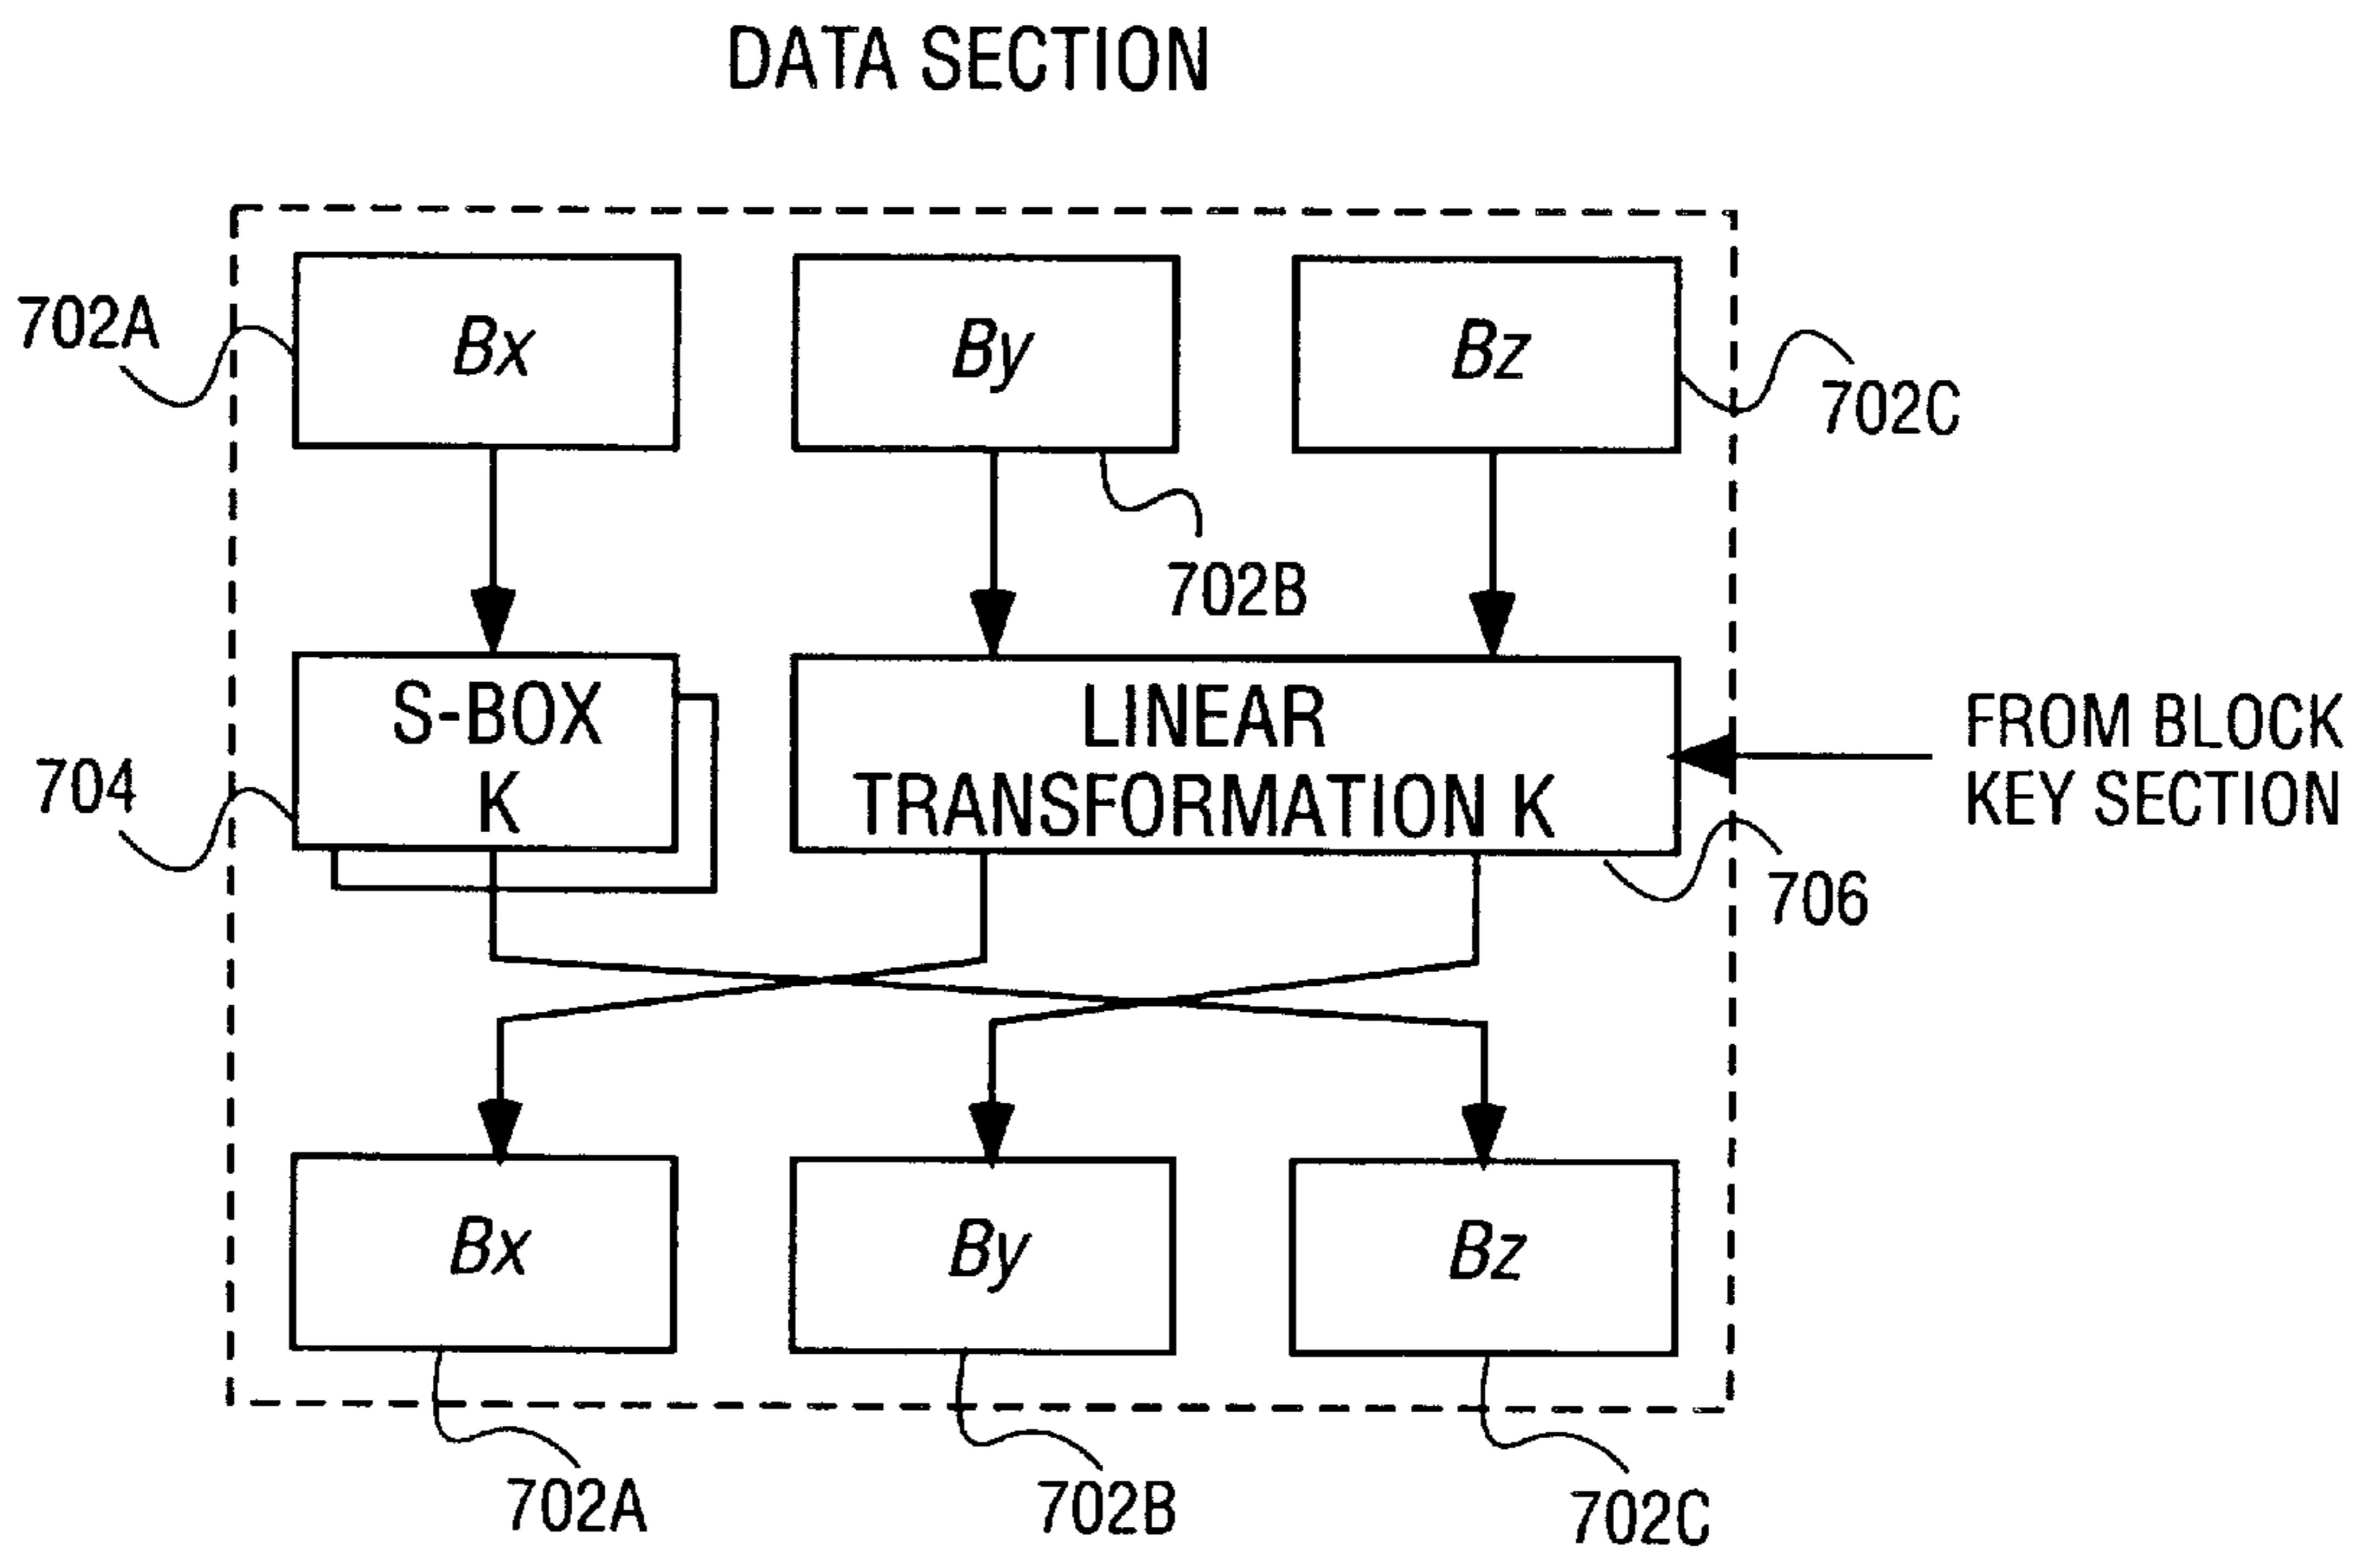 DATA SECTION
702A
Bx
By
Bz
702C
702B
S-BOX
K
LINEAR
TRANSFORMATION K
FROM BLOCK
KEY SECTION
704
706
Bx
By
Bz
702A
702B
702C